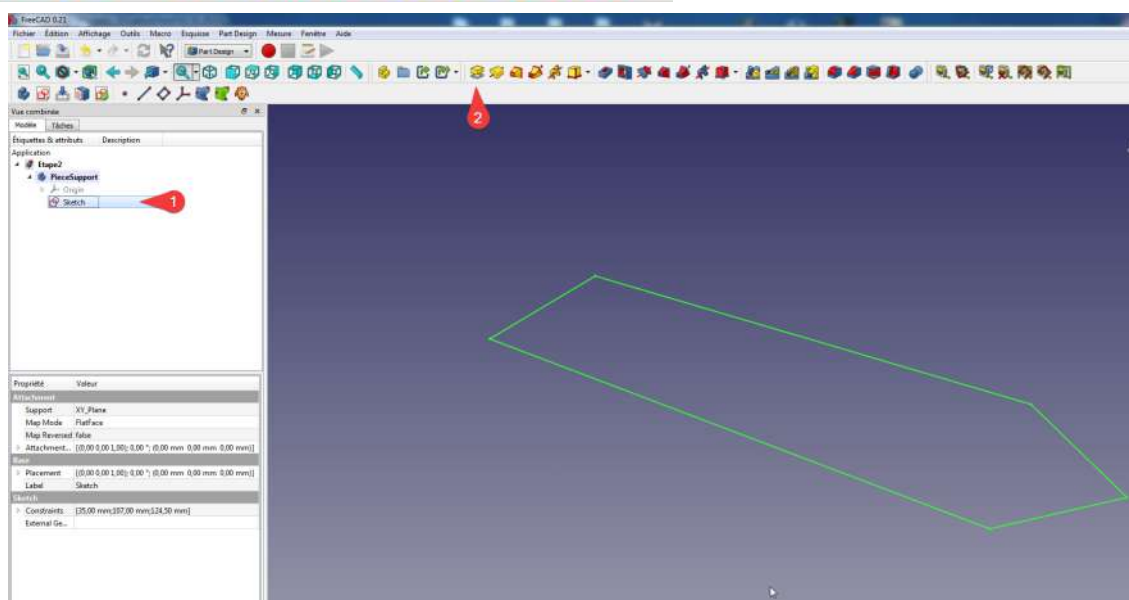 FreeCAD 0.21
Fichier Édition Affichage Outils Macro Esquisse Part Design Mesure Fenêtre Aide
Part Design
2
Vue combinée
Modèle Tâches
Étiquettes & attributs Description
Application
Etape2
PieceSupport
Origin
Sketch 1
Propriété Valeur
Attachment
Support XY_Plane
Map Mode FlatFace
Map Reversed false
Attachment... [(0,00 0,00 1,00); 0,00 °; (0,00 mm 0,00 mm 0,00 mm)]
Base
Placement [(0,00 0,00 1,00); 0,00 °; (0,00 mm 0,00 mm 0,00 mm)]
Label Sketch
Sketch
Constraints [35,00 mm;107,00 mm;124,50 mm]
External Ge...